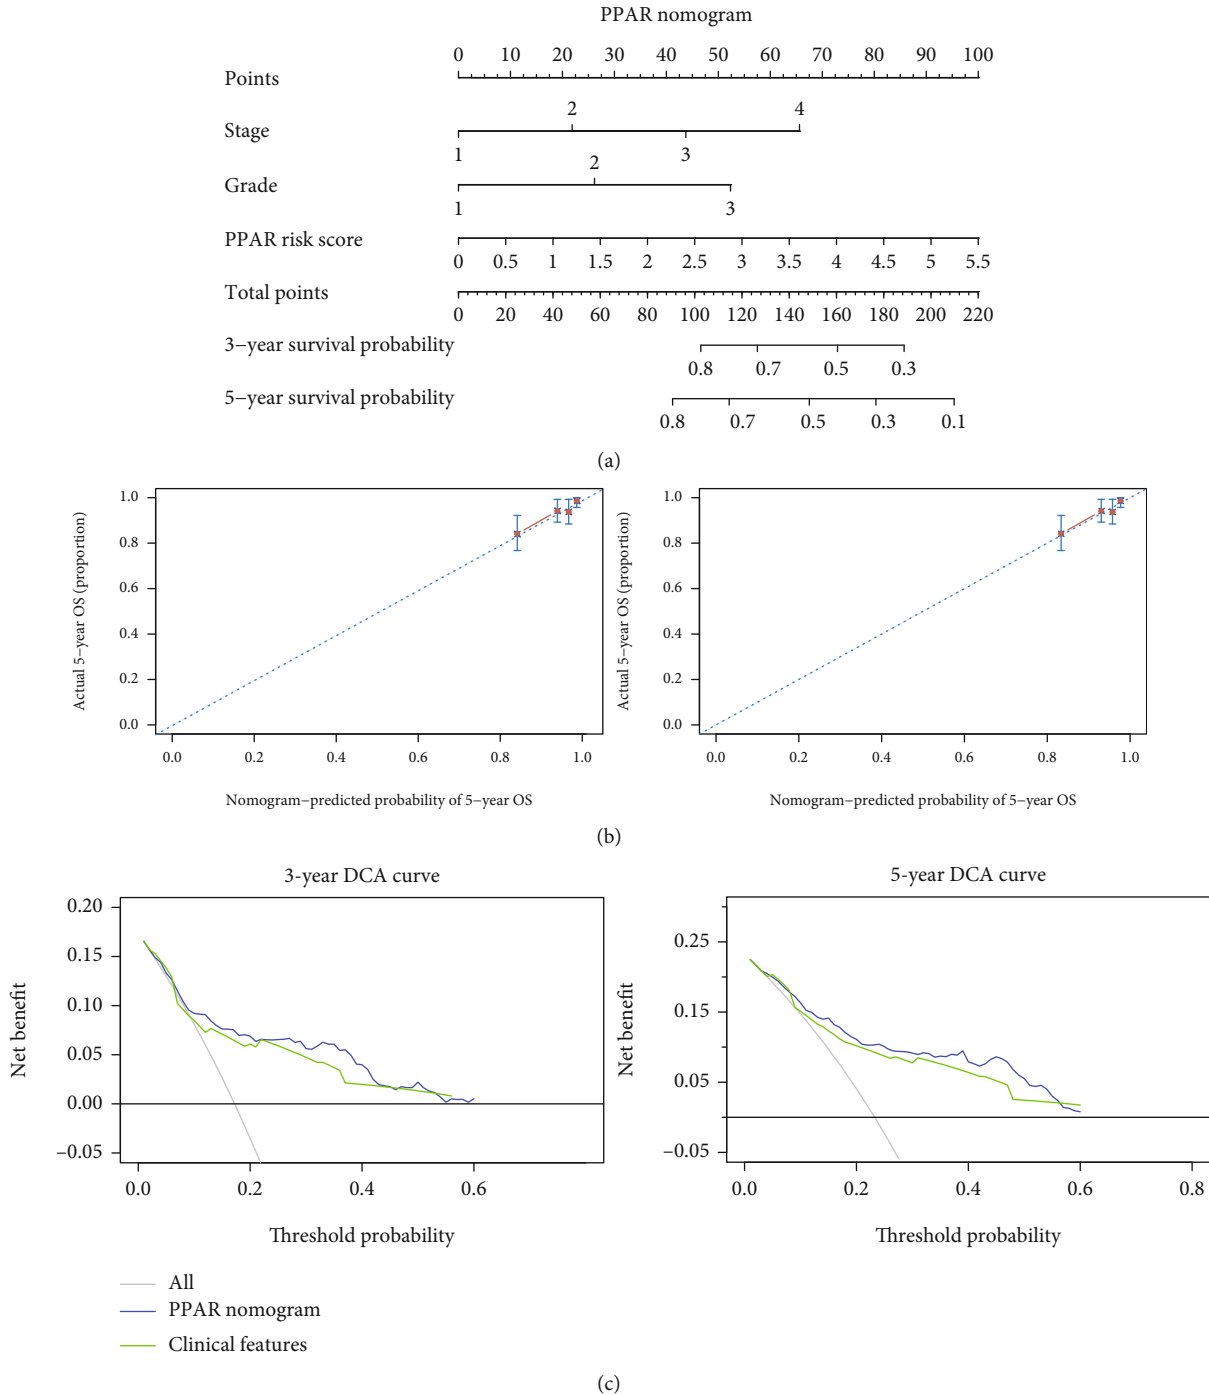 PPAR nomogram
0 10 20 30 40 50 60 70 80 90 100
Points
2 4
Stage
1 3
2
Grade
1 3
PPAR risk score
0 0.5 1 1.5 2 2.5 3 3.5 4 4.5 5 5.5
Total points
0 20 40 60 80 100 120 140 160 180 200 220
3−year survival probability
0.8 0.7 0.5 0.3
5−year survival probability
0.8 0.7 0.5 0.3 0.1
(a)
Actual 5−year OS (proportion)
1.0
0.8
0.6
0.4
0.2
0.0
0.0 0.2 0.4 0.6 0.8 1.0
Nomogram−predicted probability of 5−year OS
Actual 5−year OS (proportion)
1.0
0.8
0.6
0.4
0.2
0.0
0.0 0.2 0.4 0.6 0.8 1.0
Nomogram−predicted probability of 5−year OS
(b)
3-year DCA curve
Net benefit
0.20
0.15
0.10
0.05
0.00
−0.05
0.0 0.2 0.4 0.6
Threshold probability
5-year DCA curve
Net benefit
0.25
0.15
0.05
−0.05
0.0 0.2 0.4 0.6 0.8
Threshold probability
All
PPAR nomogram
Clinical features
(c)